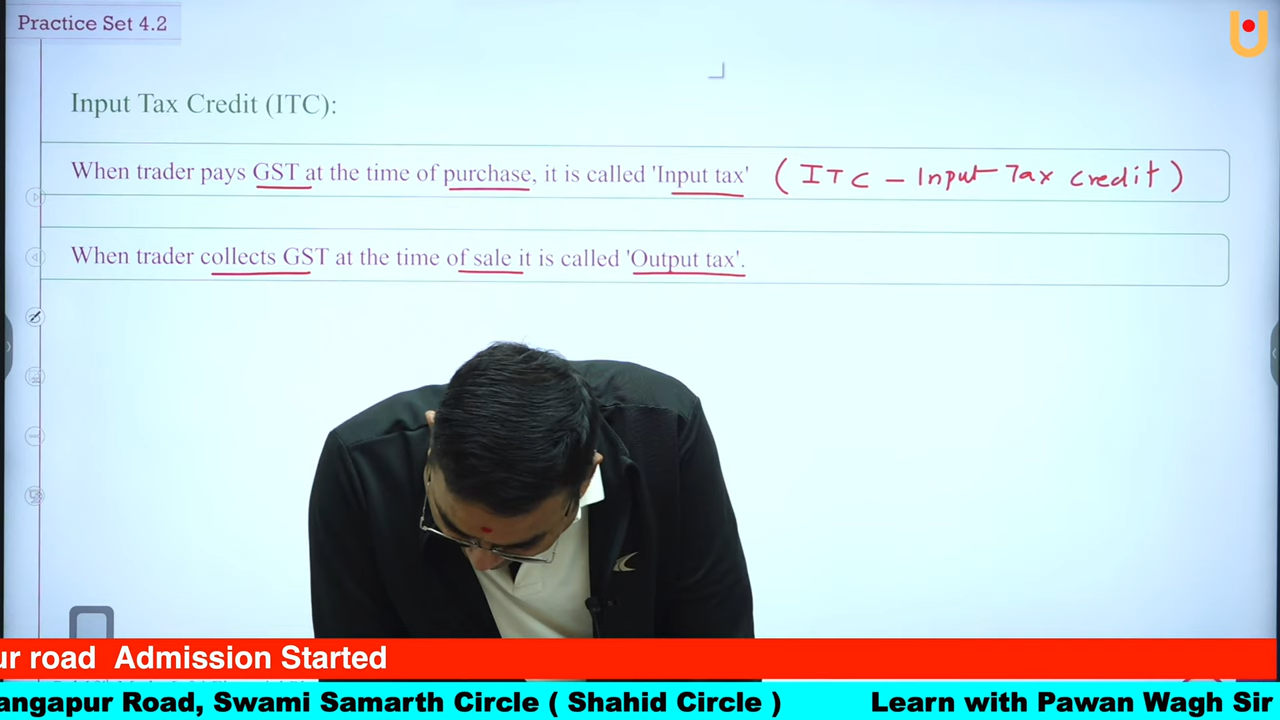 Practice Set 4.2
Input Tax Credit (ITC):
When trader pays GST at the time of purchase, it is called 'Input tax' (ITC – Input Tax credit)
When trader collects GST at the time of sale it is called 'Output tax'.
ur road Admission Started
angapur Road, Swami Samarth Circle ( Shahid Circle ) Learn with Pawan Wagh Sir